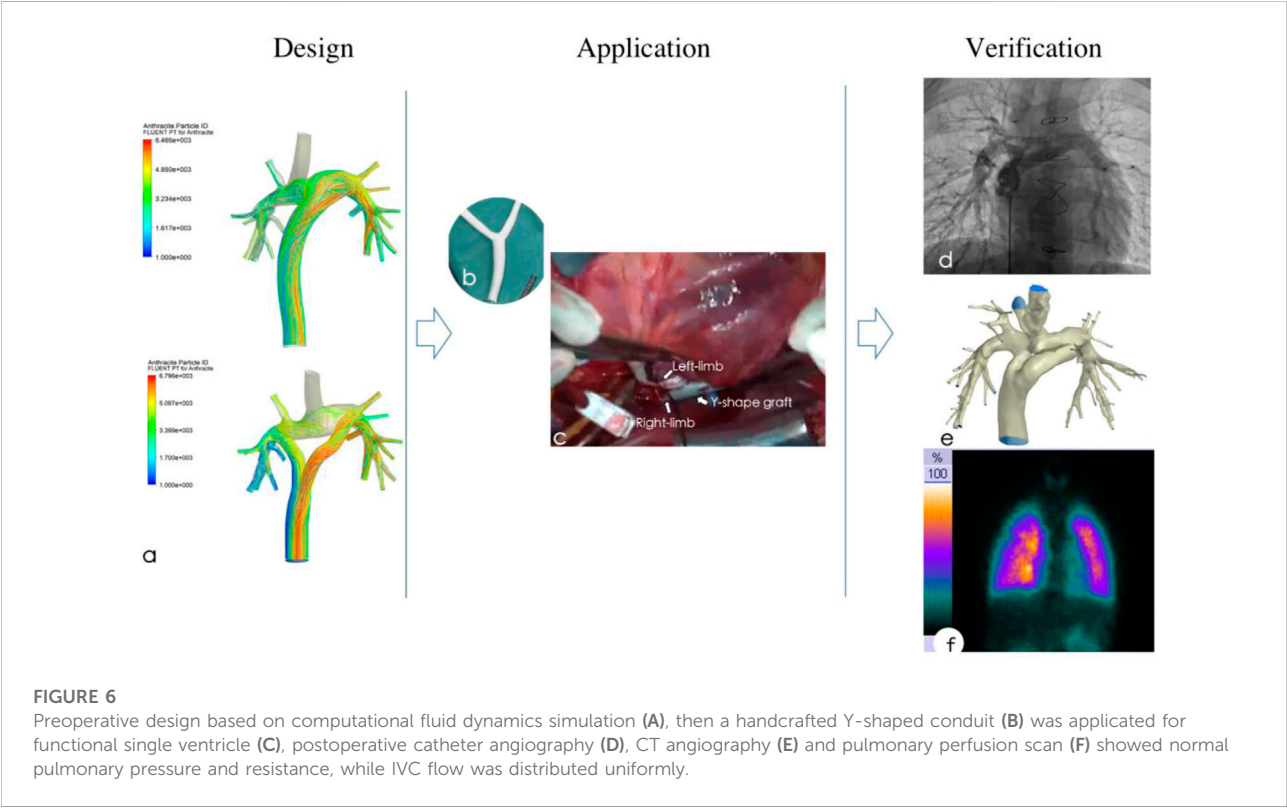 Design
Application
Verification
Anthracite Particle ID
FLUENT PT for Anthracite
6.465e+003
4.850e+003
3.234e+003
1.617e+003
1.000e+000
Anthracite Particle ID
FLUENT PT for Anthracite
6.796e+003
5.097e+003
3.399e+003
1.700e+003
1.000e+000
a
b
Left-limb
Y-shape graft
Right-limb
c
d
e
%
100
f
FIGURE 6
Preoperative design based on computational fluid dynamics simulation (A), then a handcrafted Y-shaped conduit (B) was applicated for
functional single ventricle (C), postoperative catheter angiography (D), CT angiography (E) and pulmonary perfusion scan (F) showed normal
pulmonary pressure and resistance, while IVC flow was distributed uniformly.